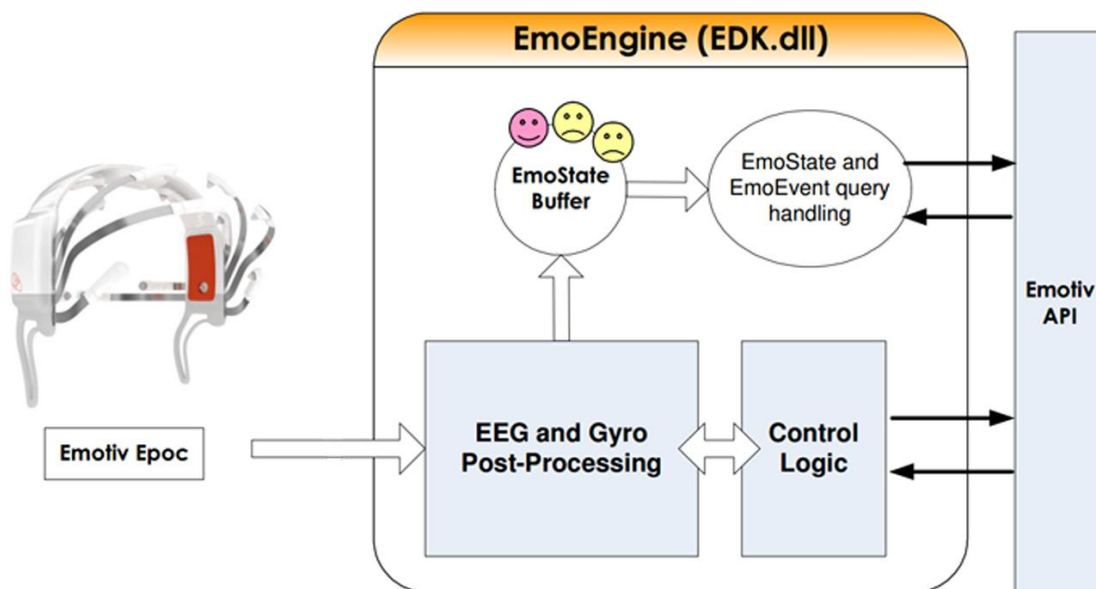 EmoEngine (EDK.dll)
EmoState
Buffer
EmoState and
EmoEvent query
handling
Emotiv
API
Emotiv Epoc
EEG and Gyro
Post-Processing
Control
Logic